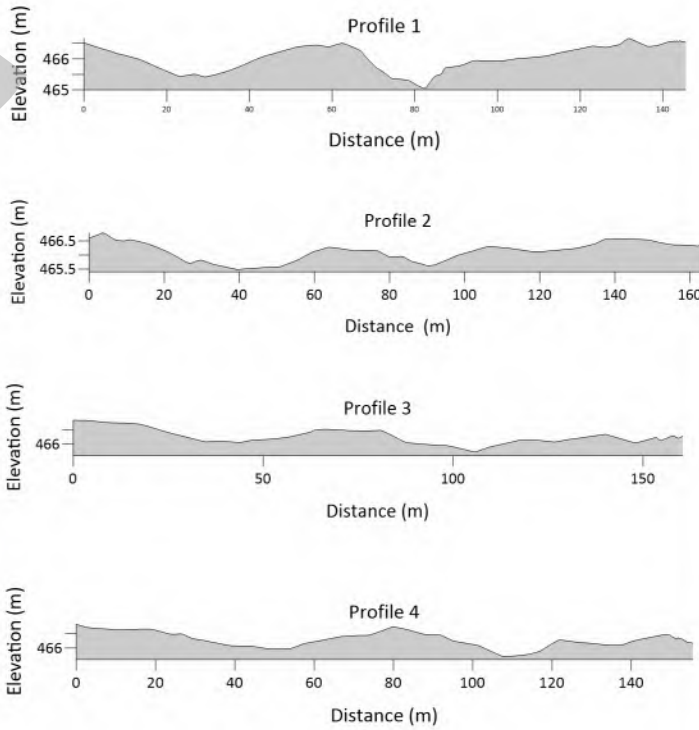 Profile 1
Elevation (m)
466
465
0 20 40 60 80 100 120 140
Distance (m)
Profile 2
Elevation (m)
466.5
465.5
0 20 40 60 80 100 120 140 160
Distance (m)
Profile 3
Elevation (m)
466
0 50 100 150
Distance (m)
Profile 4
Elevation (m)
466
0 20 40 60 80 100 120 140
Distance (m)